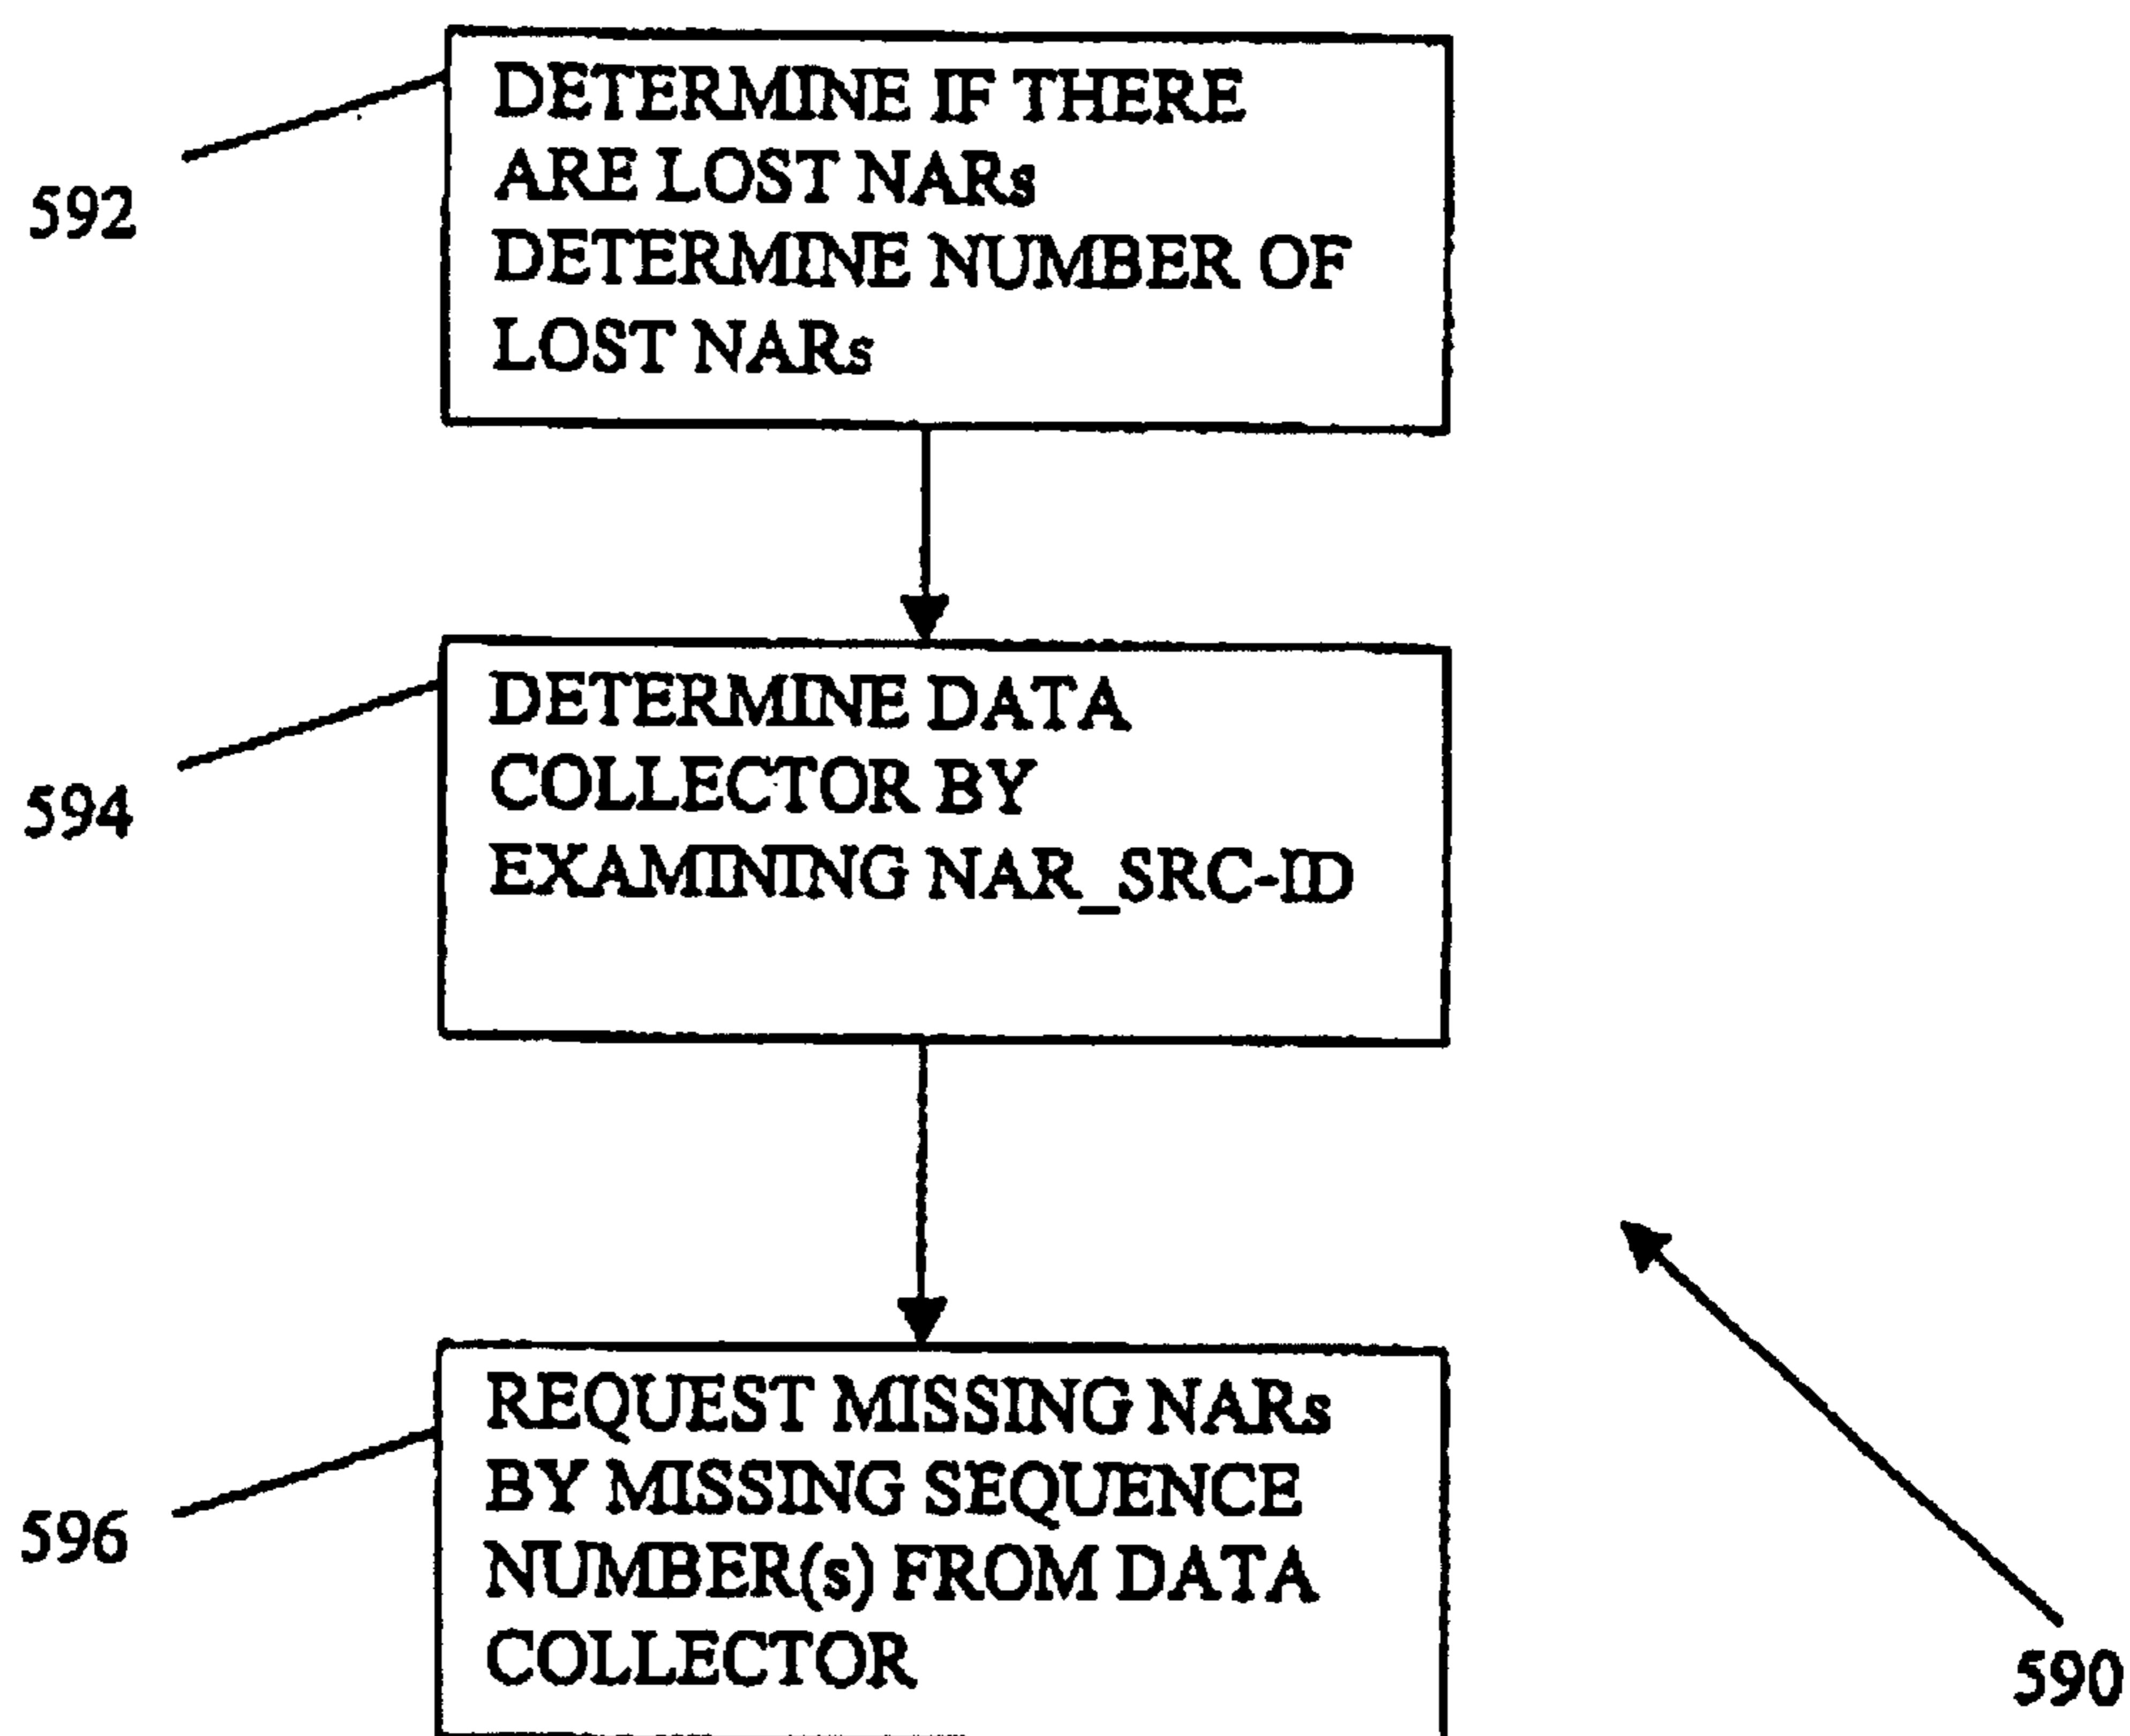 DETERMINE IF THERE
ARE LOST NARs
DETERMINE NUMBER OF
LOST NARs
592
DETERMINE DATA
COLLECTOR BY
EXAMINING NAR_SRC-ID
594
REQUEST MISSING NARs
BY MISSING SEQUENCE
NUMBER(s) FROM DATA
COLLECTOR
596
590